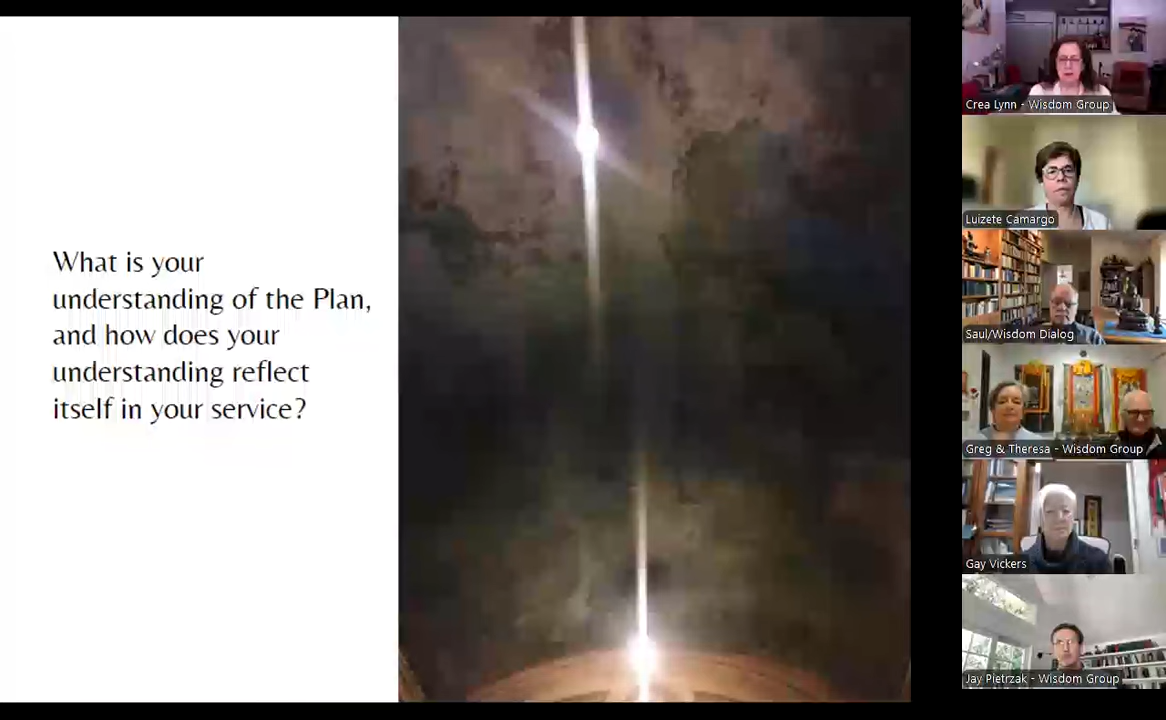 What is your
understanding of the Plan,
and how does your
understanding reflect
itself in your service?
Crea Lynn - Wisdom Group
Luizete Camargo
Saul/Wisdom Dialog
Greg & Theresa - Wisdom Group
Gay Vickers
Jay Pietrzak - Wisdom Group